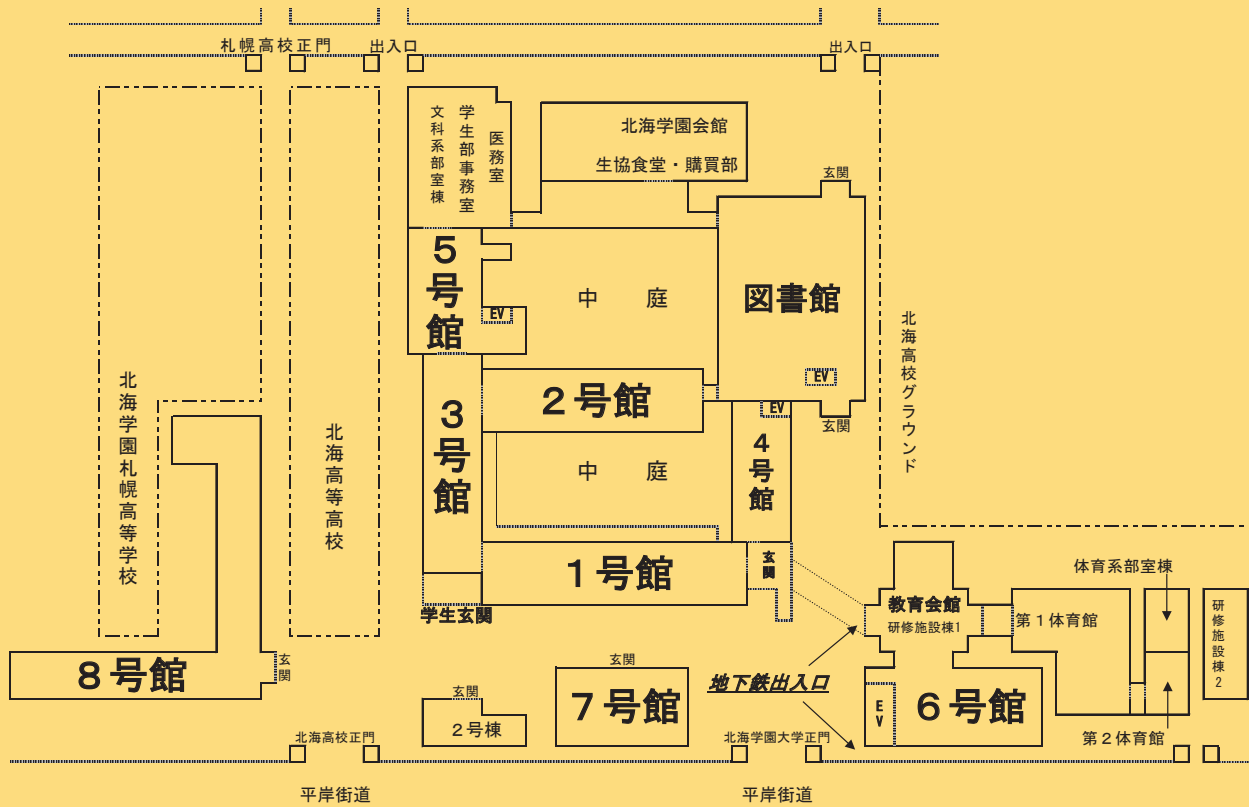 札幌高校正門
出入口
出入口
文科系部室棟
学生部事務室
医務室
北海学園会館
生協食堂・購買部
玄関
5号館
EV
中 庭
図書館
EV
北海高校グラウンド
北海学園札幌高等学校
北海高等高校
3号館
2号館
EV
玄関
4号館
中 庭
1号館
玄関
学生玄関
体育系部室棟
教育会館
研修施設棟1
第1体育館
研修施設棟2
8号館
玄関
玄関
2号棟
玄関
7号館
地下鉄出入口
EV
6号館
第2体育館
北海高校正門
北海学園大学正門
平岸街道
平岸街道